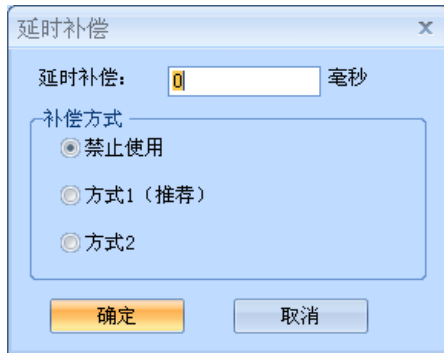 延时补偿
延时补偿： 0 毫秒
补偿方式
禁止使用
方式1（推荐）
方式2
确定 取消